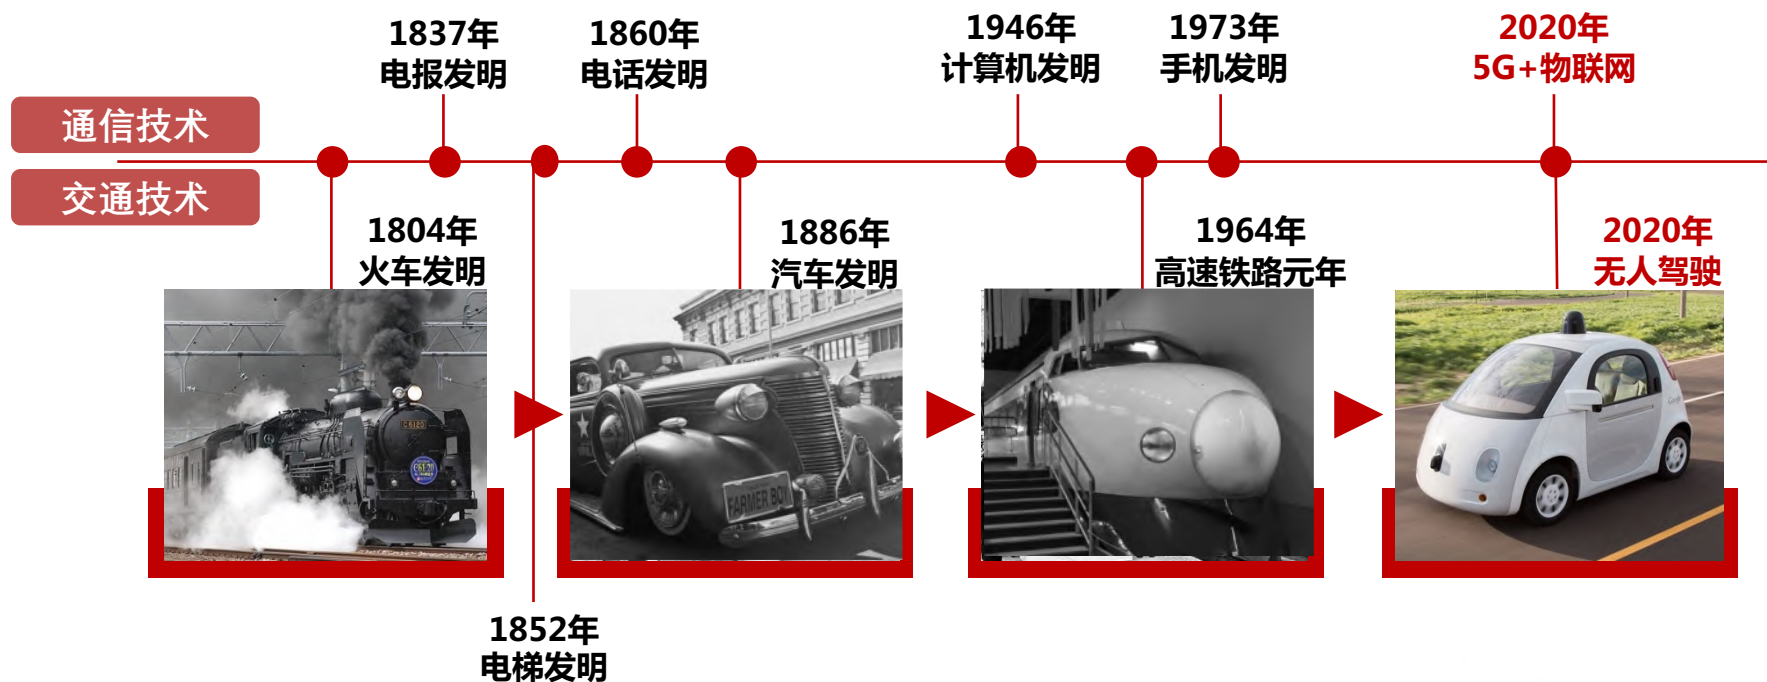 1837年
电报发明
1860年
电话发明
1946年
计算机发明
1973年
手机发明
2020年
5G+物联网
通信技术
交通技术
1804年
火车发明
1886年
汽车发明
1964年
高速铁路元年
2020年
无人驾驶
C6120
C61 20
FARMER BOY
Google
1852年
电梯发明